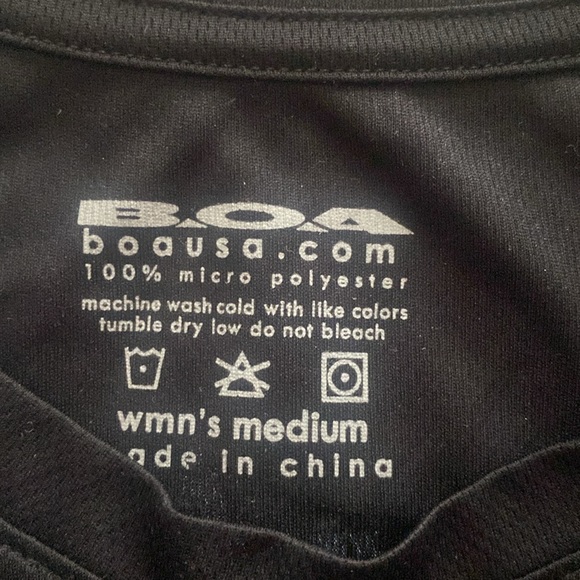 B.O.A
boausa.com
100% micro polyester
machine wash cold with like colors
tumble dry low do not bleach
wmn's medium
ade in china